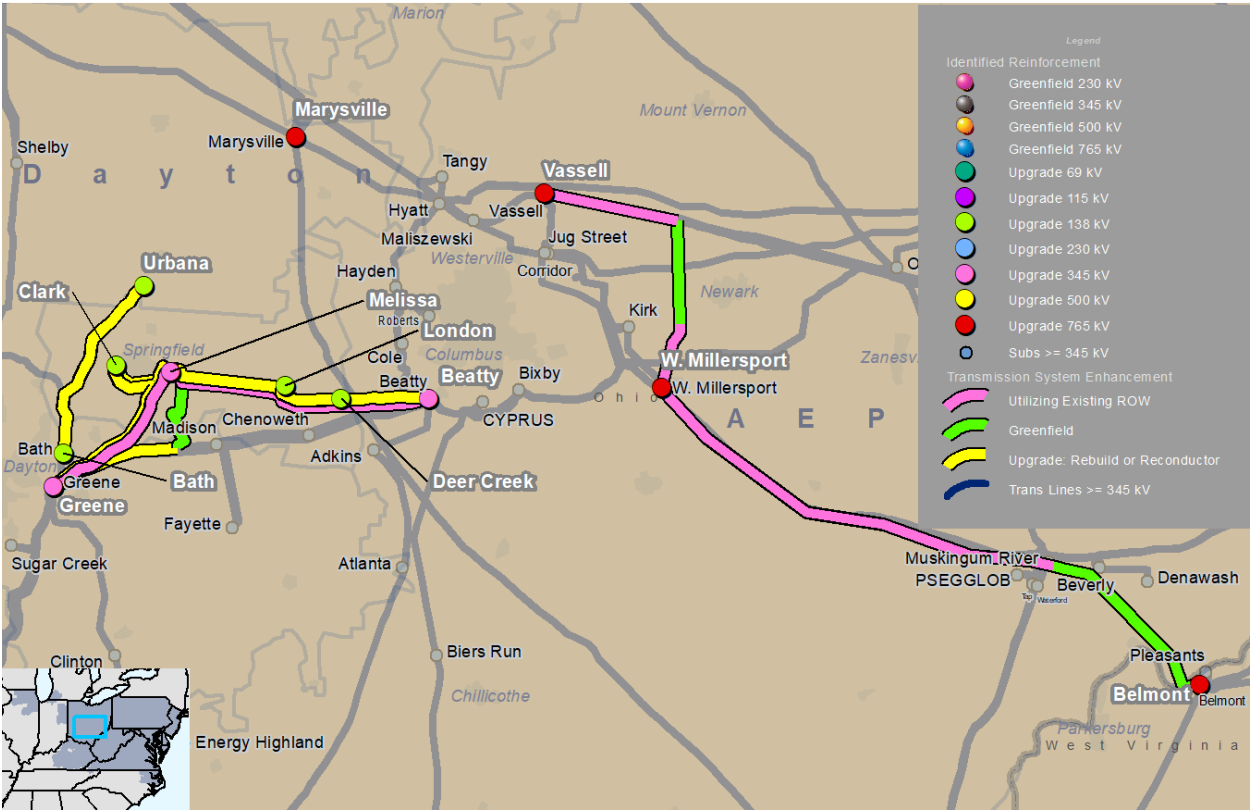 Marion
Marysville
Marysville
Mount Vernon
Shelby
Dayton
Tangy
Vassell
Vassell
Hyatt
Maliszewski
Westerville
Jug Street
Corridor
Urbana
Clark
Hayden
Melissa
Roberts
London
Newark
Kirk
Springfield
Cole
Columbus
Zanesv
W. Millersport
W. Millersport
Beatty
Beatty
Bixby
Ohio
AEP
CYPRUS
Chenoweth
Madison
Adkins
Bath
Dayton
Bath
Deer Creek
Greene
Greene
Fayette
Sugar Creek
Atlanta
Muskingum River
PSEGGLOB
Beverly
Denawash
Tap
Waterford
Clinton
Biers Run
Pleasants
Chillicothe
Belmont
Belmont
Parkersburg
West Virginia
Energy Highland
Legend
Identified Reinforcement
Greenfield 230 kV
Greenfield 345 kV
Greenfield 500 kV
Greenfield 765 kV
Upgrade 69 kV
Upgrade 115 kV
Upgrade 138 kV
Upgrade 230 kV
Upgrade 345 kV
Upgrade 500 kV
Upgrade 765 kV
Subs >= 345 kV
Transmission System Enhancement
Utilizing Existing ROW
Greenfield
Upgrade: Rebuild or Reconductor
Trans Lines >= 345 kV